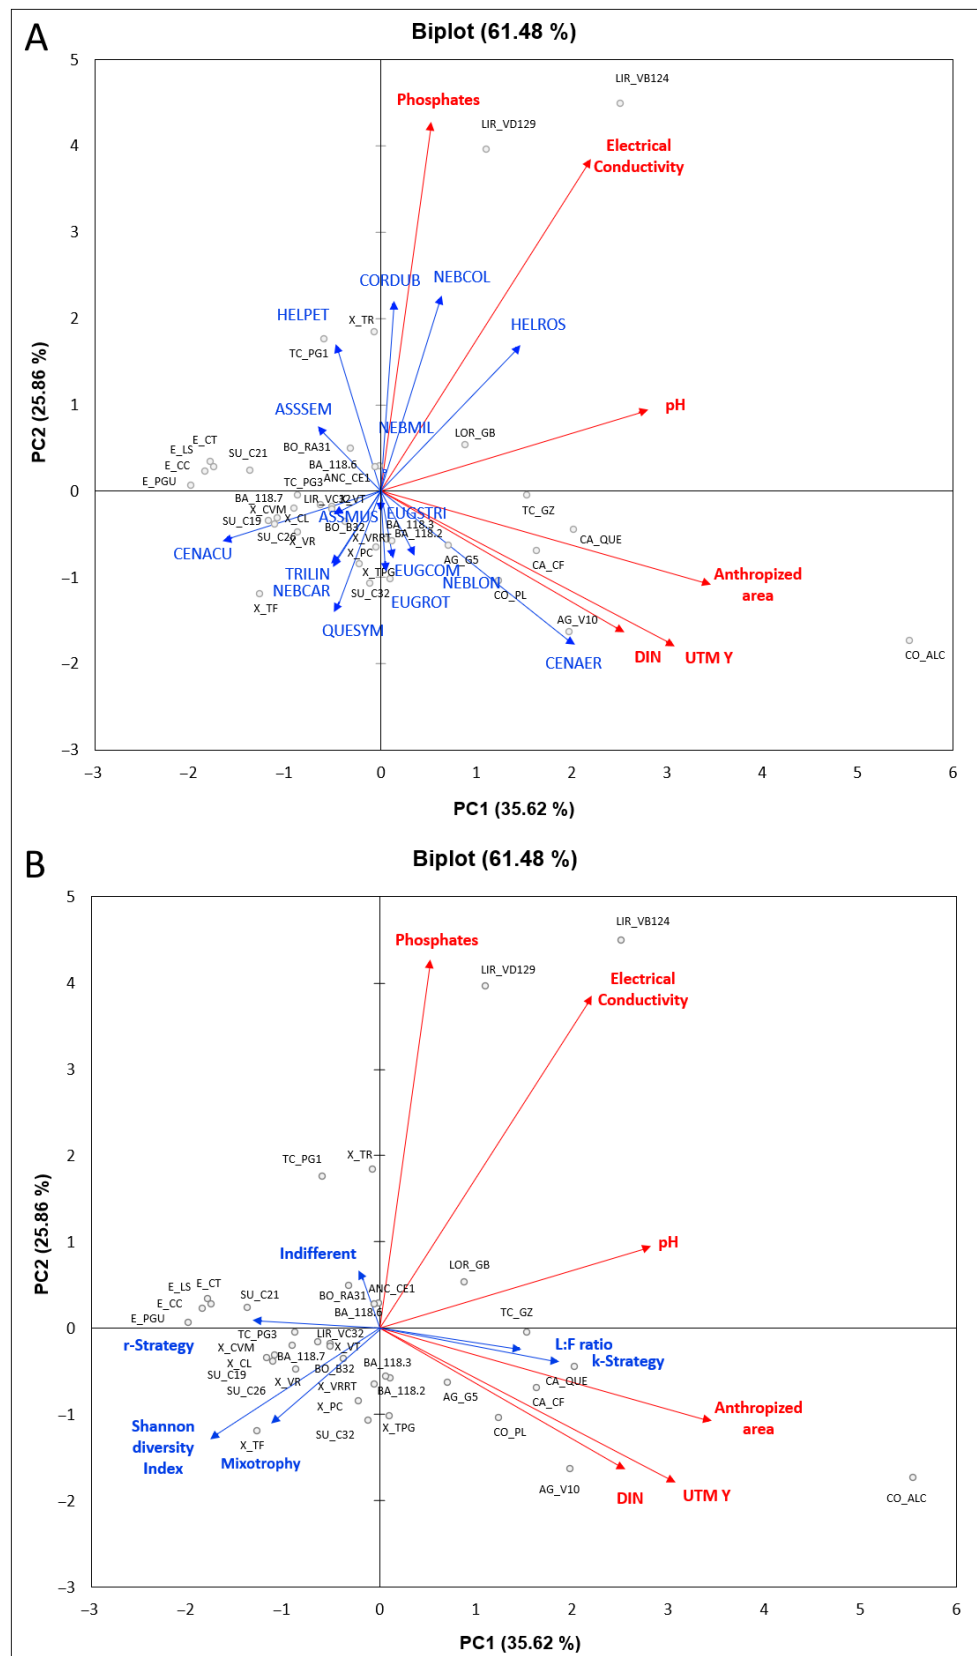 A
Biplot (61.48 %)
5
LIR_VB124
Phosphates
LIR_VD129
4
Electrical
Conductivity
3
CORDUB
NEBCOL
2
HELPET
X_TR
HELROS
TC_PG1
PC2 (25.86 %)
1
ASSSEM
pH
NEBMIL
E_CT
E_LS
SU_C21
BO_RA31
LOR_GB
E_CC
BA_118.6
E_PGU
TC_PG3
ANC_CE1
0
BA_118.7
LIR_VC32
X_VT
X_CVM
TC_GZ
SU_C19
X_CL
ASSMUS
EUGSTRI
SU_C26
X_VR
BO_B32
BA_118.3
X_VRRT
BA_118.2
CA_QUE
CENACU
X_PC
AG_G5
CA_CF
TRILIN
X_TPG
EUGCOM
NEBLON
Anthropized
area
−1
NEBCAR
SU_C32
EUGROT
CO_PL
X_TF
QUESYM
AG_V10
CENAER
DIN
UTM Y
CO_ALC
−2
−3
−3
−2
−1
0
1
2
3
4
5
6
PC1 (35.62 %)
B
Biplot (61.48 %)
5
LIR_VB124
Phosphates
LIR_VD129
4
Electrical
Conductivity
3
2
TC_PG1
X_TR
PC2 (25.86 %)
1
Indifferent
pH
LOR_GB
E_LS
E_CT
SU_C21
BO_RA31
ANC_CE1
E_CC
BA_118.6
E_PGU
TC_GZ
0
r-Strategy
TC_PG3
LIR_VC32
L:F ratio
X_CVM
BA_118.7
X_VT
k-Strategy
X_CL
SU_C19
BO_B32
BA_118.3
SU_C26
X_VR
X_VRRT
BA_118.2
AG_G5
CA_QUE
CA_CF
X_PC
Anthropized
area
−1
Shannon
diversity
Index
X_TF
SU_C32
X_TPG
CO_PL
Mixotrophy
AG_V10
DIN
UTM Y
CO_ALC
−2
−3
−3
−2
−1
0
1
2
3
4
5
6
PC1 (35.62 %)